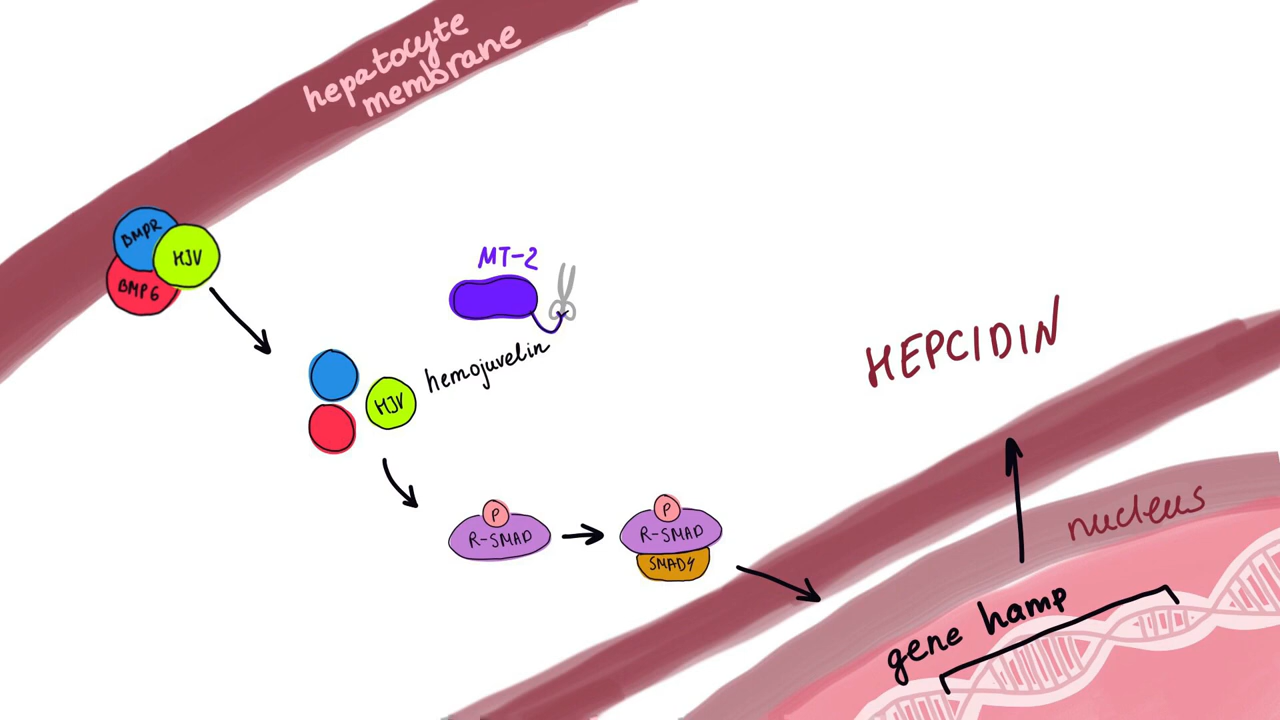 hepatocyte
membrane
BMPR
HJV
BMP6
MT-2
hemojuvelin
HJV
HEPCIDIN
P
R-SMAD
P
R-SMAD
SMAD4
nucleus
gene hamp